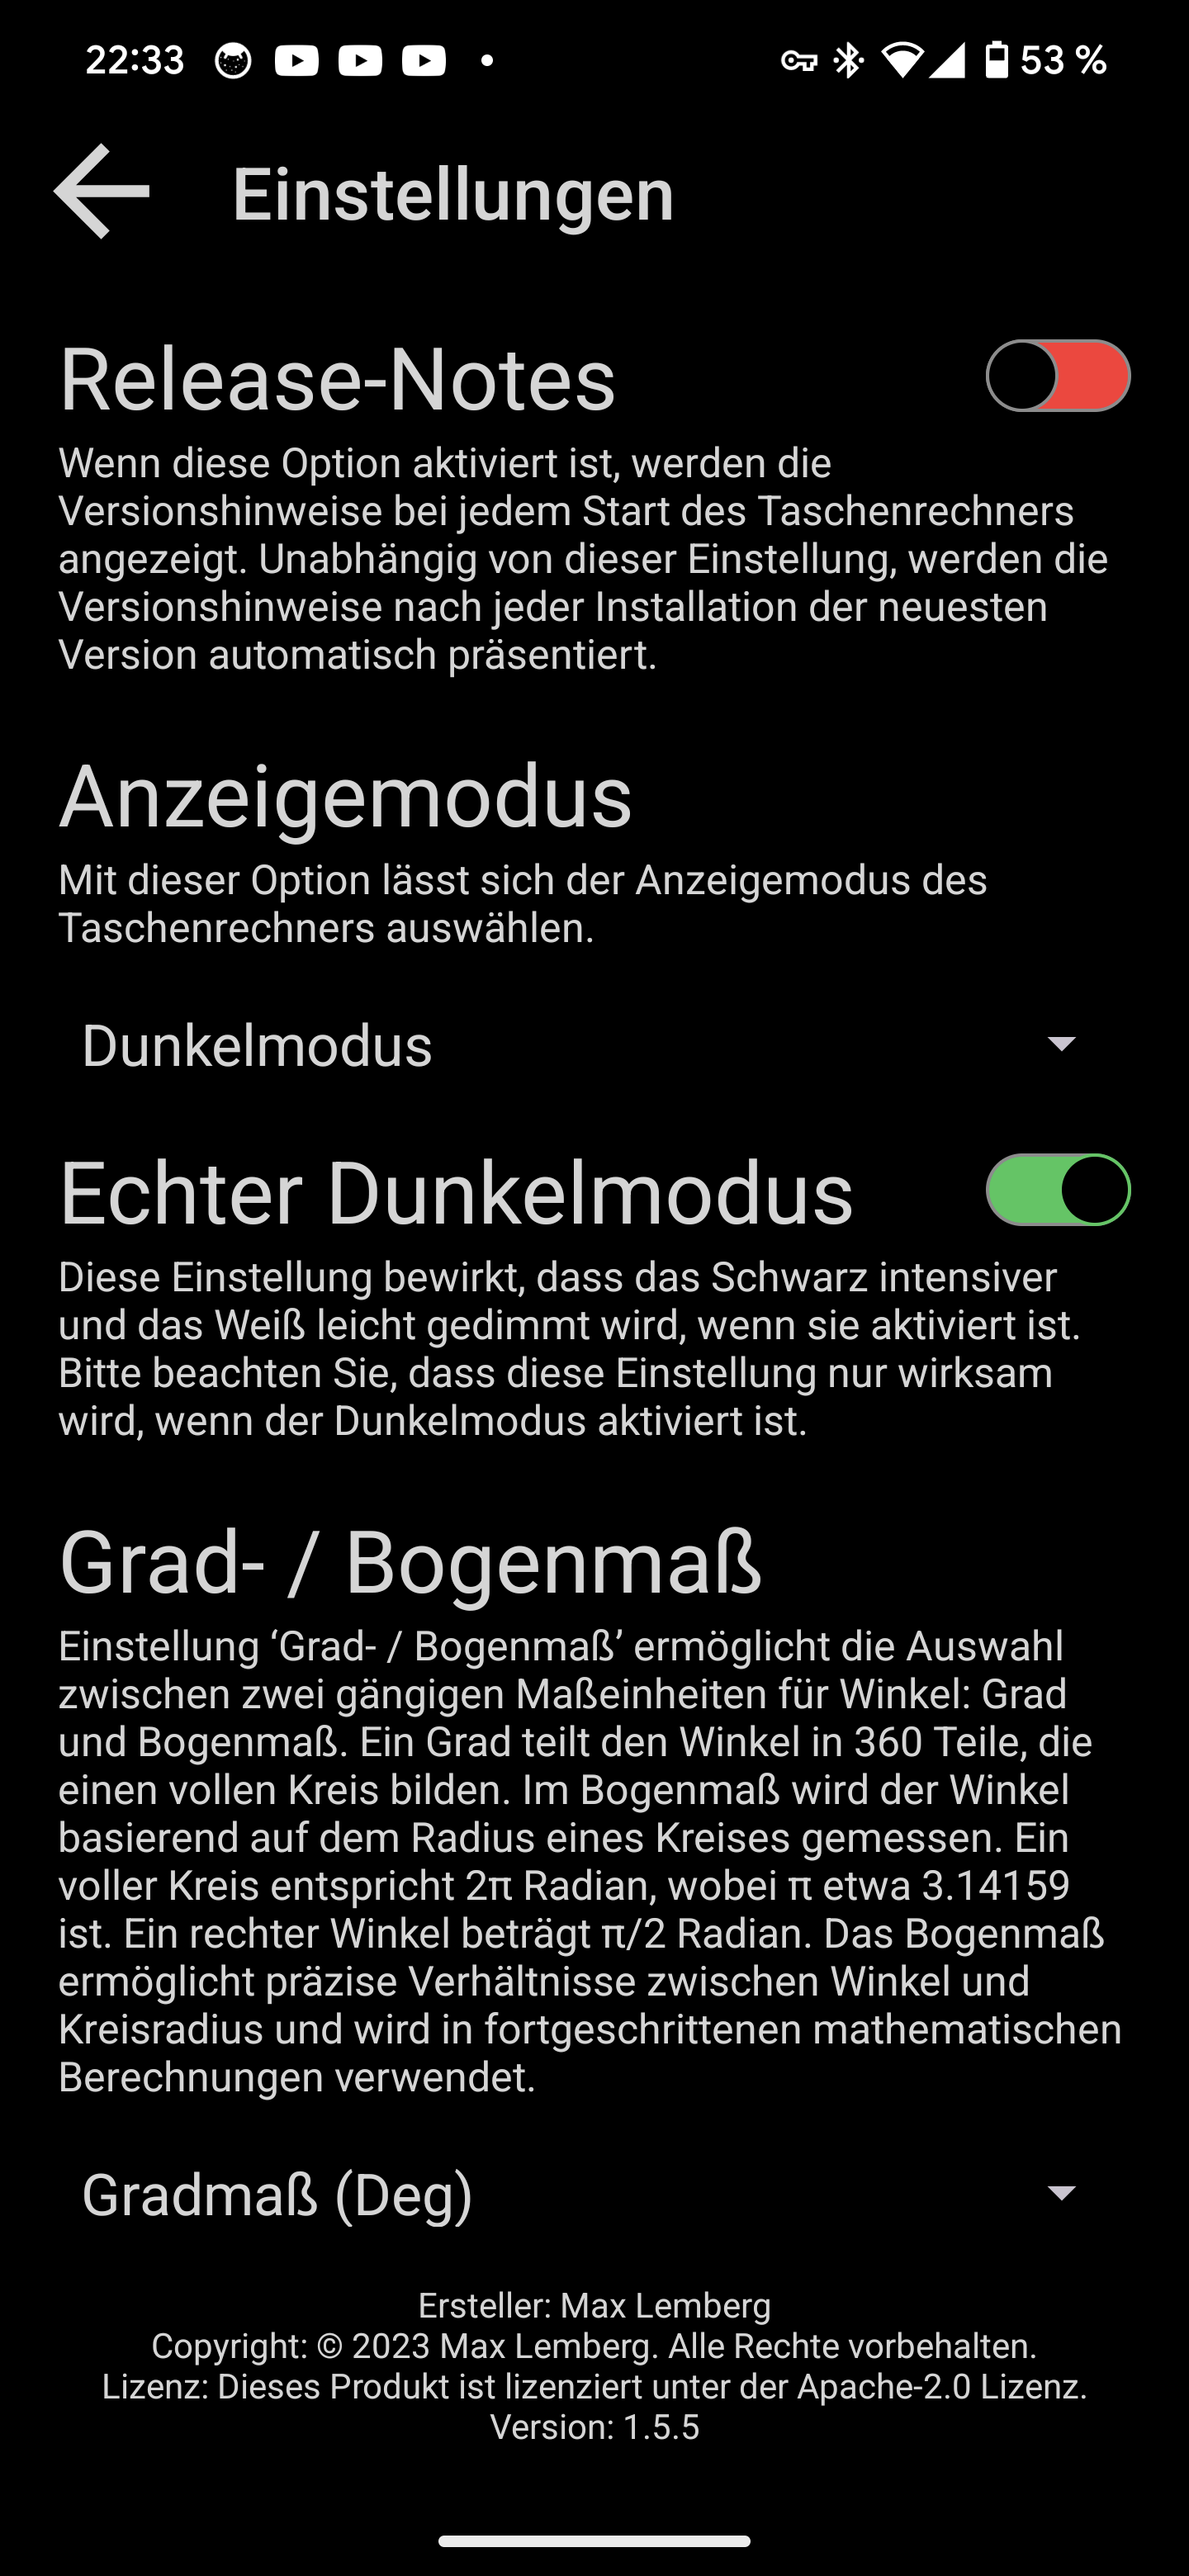 22:33
53 %
Einstellungen
Release-Notes
Wenn diese Option aktiviert ist, werden die
Versionshinweise bei jedem Start des Taschenrechners
angezeigt. Unabhängig von dieser Einstellung, werden die
Versionshinweise nach jeder Installation der neuesten
Version automatisch präsentiert.
Anzeigemodus
Mit dieser Option lässt sich der Anzeigemodus des
Taschenrechners auswählen.
Dunkelmodus
Echter Dunkelmodus
Diese Einstellung bewirkt, dass das Schwarz intensiver
und das Weiß leicht gedimmt wird, wenn sie aktiviert ist.
Bitte beachten Sie, dass diese Einstellung nur wirksam
wird, wenn der Dunkelmodus aktiviert ist.
Grad- / Bogenmaß
Einstellung ‘Grad- / Bogenmaß’ ermöglicht die Auswahl
zwischen zwei gängigen Maßeinheiten für Winkel: Grad
und Bogenmaß. Ein Grad teilt den Winkel in 360 Teile, die
einen vollen Kreis bilden. Im Bogenmaß wird der Winkel
basierend auf dem Radius eines Kreises gemessen. Ein
voller Kreis entspricht 2π Radian, wobei π etwa 3.14159
ist. Ein rechter Winkel beträgt π/2 Radian. Das Bogenmaß
ermöglicht präzise Verhältnisse zwischen Winkel und
Kreisradius und wird in fortgeschrittenen mathematischen
Berechnungen verwendet.
Gradmaß (Deg)
Ersteller: Max Lemberg
Copyright: © 2023 Max Lemberg. Alle Rechte vorbehalten.
Lizenz: Dieses Produkt ist lizenziert unter der Apache-2.0 Lizenz.
Version: 1.5.5